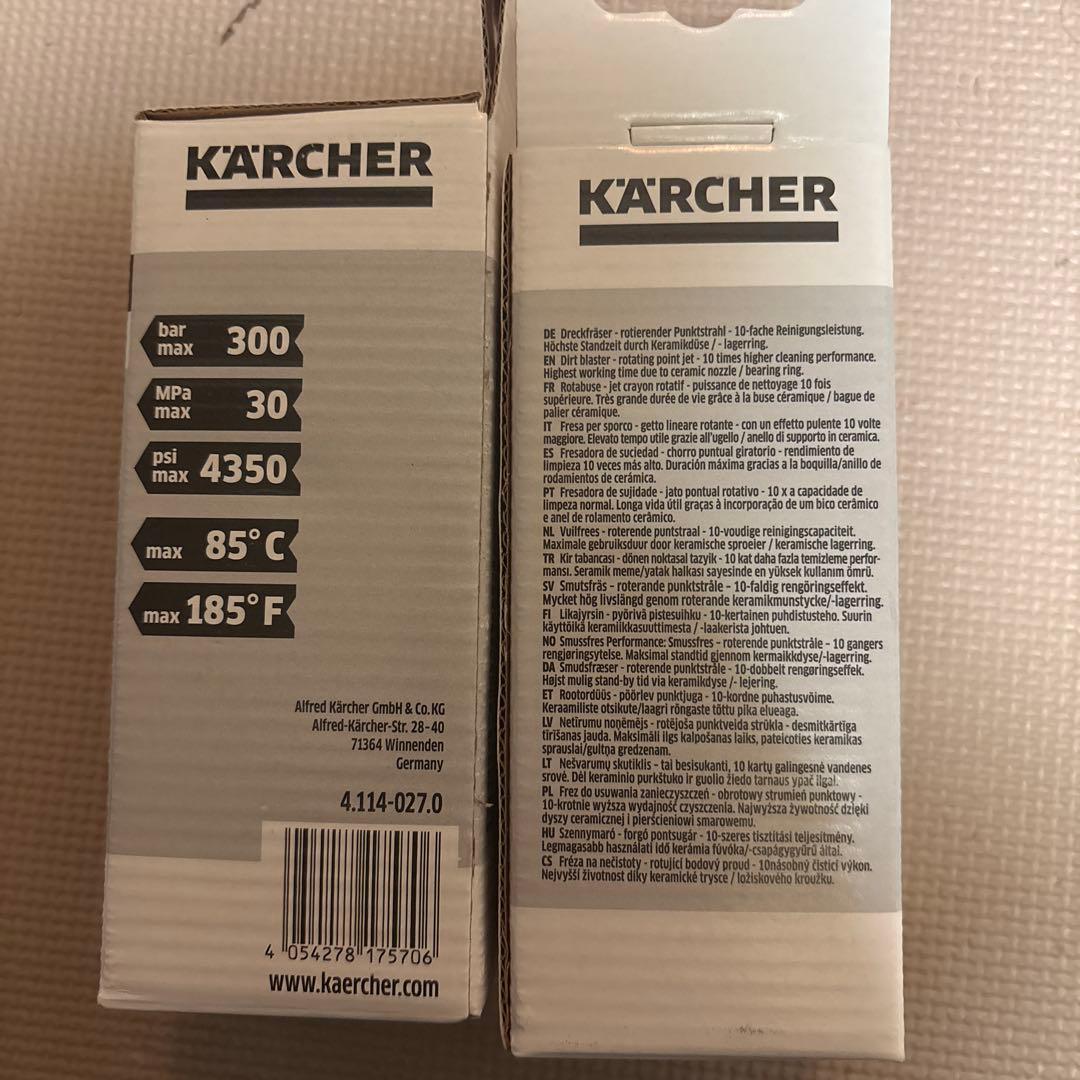 KÄRCHER
bar
max 300
MPa
max 30
psi
max 4350
max 85°C
max 185°F
Alfred Kärcher GmbH & Co.KG
Alfred-Kärcher-Str. 28-40
71364 Winnenden
Germany
4.114-027.0
4 054278 175706
www.kaercher.com
KÄRCHER
DE Dreckfräser - rotierender Punktstrahl - 10-fache Reinigungsleistung.
Höchste Standzeit durch Keramikdüse / - lagerring.
EN Dirt blaster - rotating point jet - 10 times higher cleaning performance.
Highest working time due to ceramic nozzle / bearing ring.
FR Rotabuse - jet crayon rotatif - puissance de nettoyage 10 fois
supérieure. Très grande durée de vie grâce à la buse céramique / bague de
palier céramique.
IT Fresa per sporco - getto lineare rotante - con un effetto pulente 10 volte
maggiore. Elevato tempo utile grazie all'ugello / anello di supporto in ceramica.
ES Fresadora de suciedad - chorro puntual giratorio - rendimiento de
limpieza 10 veces más alto. Duración máxima gracias a la boquilla/anillo de
rodamientos de cerámica.
PT Fresadora de sujidade - jato pontual rotativo - 10 x a capacidade de
limpeza normal. Longa vida útil graças à incorporação de um bico cerâmico
e anel de rolamento cerâmico.
NL Vuilfrees - roterende puntstraal - 10-voudige reinigingscapaciteit.
Maximale gebruiksduur door keramische sproeier / keramische lagerring.
TR Kir tabancası - dönen noktasal tazyik - 10 kat daha fazla temizleme perfor-
mansı. Seramik meme/yatak halkası sayesinde en yüksek kullanım ömrü.
SV Smutsfräs - roterande punktstråle - 10-faldig rengöringseffekt.
Mycket hög livslängd genom roterande keramikmunstycke/-lagerring.
FI Likajyrsin - pyörivä pistesuihku - 10-kertainen puhdistusteho. Suurin
käyttöikä keramiikkasuuttimesta / -laakerista johtuen.
NO Smussfres Performance: Smussfres - roterende punktstråle - 10 gangers
rengjøringsytelse. Maksimal standtid gjennom kermaikkdyse/-lagerring.
DA Smudsfræser - roterende punktstråle - 10-dobbelt rengøringseffek.
Højst mulig stand-by tid via keramikdyse /- lejering.
ET Rootordüüs - pöörlev punktjuga - 10-kordne puhastusvõime.
Keraamiliste otsikute/laagri rõngaste tõttu pika elueaga.
LV Netīrumu noņēmējs - rotējoša punktveida strūkla - desmitkārtīga
tīrīšanas jauda. Maksimāli ilgs kalpošanas laiks, pateicoties keramikas
sprauslai/gultņa gredzenam.
LT Nešvarumų skutiklis - tai besisukanti, 10 kartų galingesnė vandenes
srovė. Dėl keraminio purkštuko ir guolio žiedo tarnaus ypač ilgai.
PL Frez do usuwania zanieczyszczeń - obrotowy strumień punktowy -
10-krotnie wyższa wydajność czyszczenia. Najwyższa żywotność dzięki
dyszy ceramicznej i pierścieniowi smarowemu.
HU Szennymaró - forgó pontsugár - 10-szeres tisztítási teljesítmény.
Legmagasabb használati idő kerámia fúvóka/-csapágygyűrű által.
CS Fréza na nečistoty - rotující bodový proud - 10násobný čisticí výkon.
Nejvyšší životnost díky keramické trysce / ložiskového kroužku.